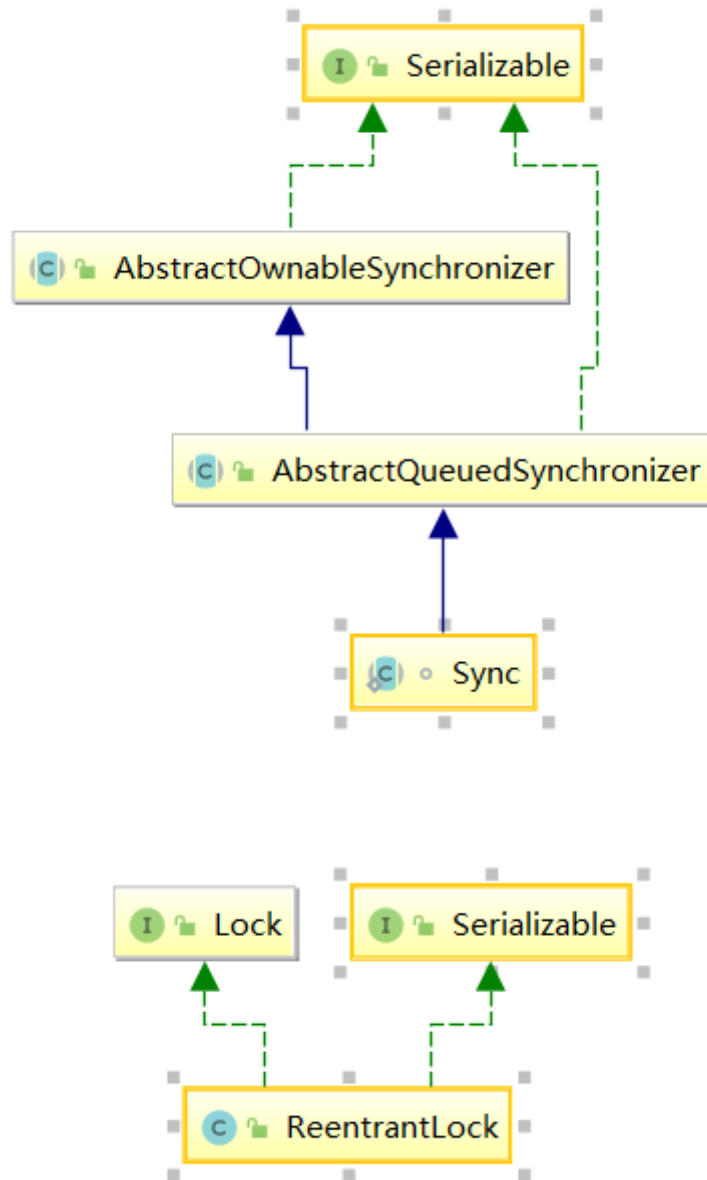 I Serializable
C AbstractOwnableSynchronizer
C AbstractQueuedSynchronizer
C Sync
I Lock
I Serializable
C ReentrantLock